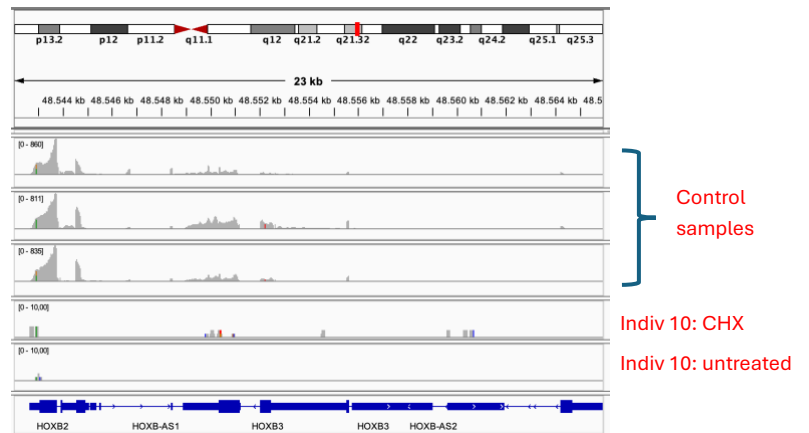 p13.2 p12 p11.2 q11.1 q12 q21.2 q21.32 q22 q23.2 q24.2 q25.1 q25.3
23 kb
48.544 kb 48.546 kb 48.548 kb 48.550 kb 48.552 kb 48.554 kb 48.556 kb 48.558 kb 48.560 kb 48.562 kb 48.564 kb 48.5
[0 - 860]
[0 - 811]
Control
samples
[0 - 835]
[0 - 10,00]
Indiv 10: CHX
[0 - 10,00]
Indiv 10: untreated
HOXB2 HOXB-AS1 HOXB3 HOXB3 HOXB-AS2